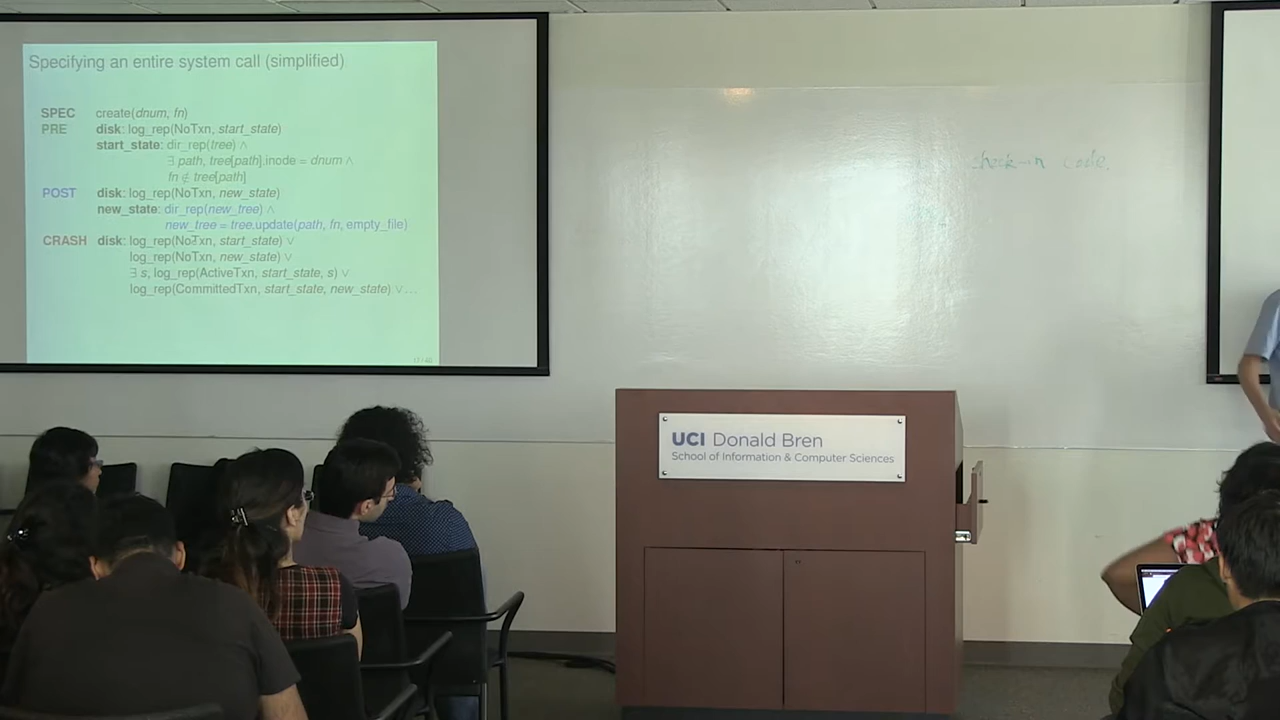 Specifying an entire system call (simplified)
SPEC create(dnum, fn)
PRE disk: log_rep(NoTxn, start_state)
start_state: dir_rep(tree) ∧
∃ path, tree[path].inode = dnum ∧
fn ∉ tree[path]
POST disk: log_rep(NoTxn, new_state)
new_state: dir_rep(new_tree) ∧
new_tree = tree.update(path, fn, empty_file)
CRASH disk: log_rep(NoTxn, start_state) ∨
log_rep(NoTxn, new_state) ∨
∃ s, log_rep(ActiveTxn, start_state, s) ∨
log_rep(CommittedTxn, start_state, new_state) ∨ …
check-in code
UCI Donald Bren
School of Information & Computer Sciences